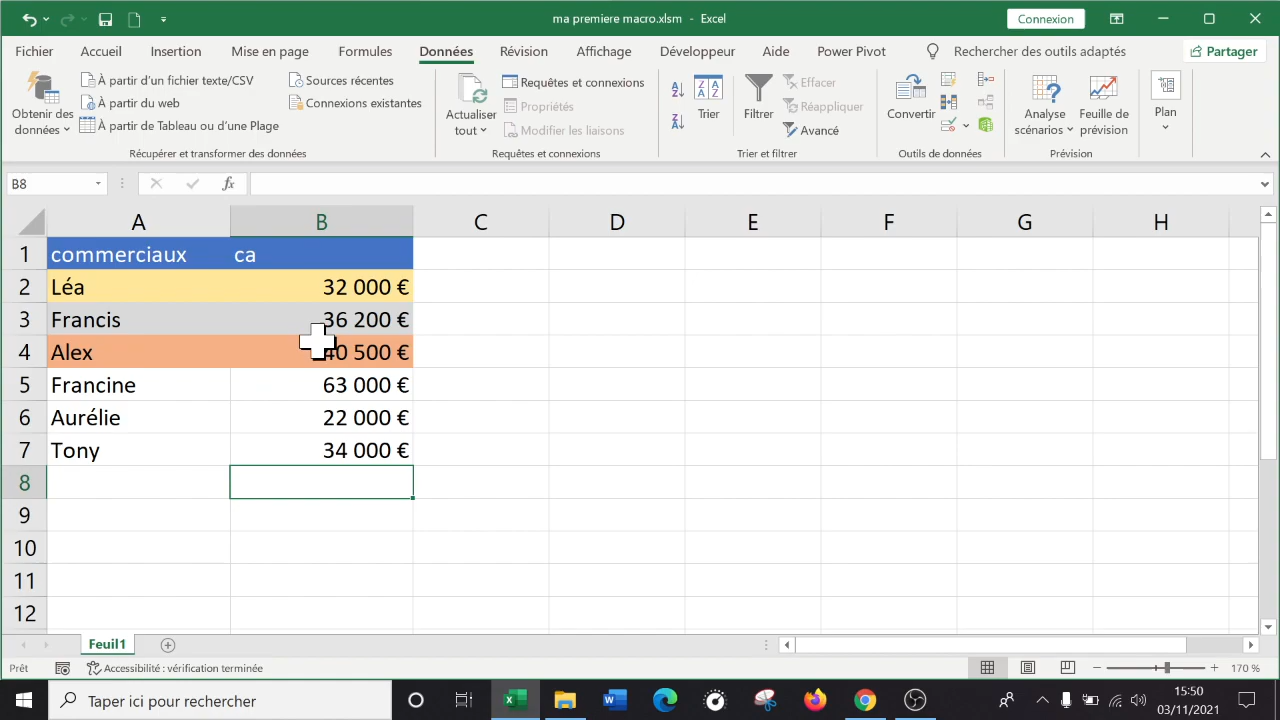 ma premiere macro.xlsm - Excel
Connexion
Fichier Accueil Insertion Mise en page Formules Données Révision Affichage Développeur Aide Power Pivot Rechercher des outils adaptés Partager
Obtenir des données
À partir d'un fichier texte/CSV
À partir du web
À partir de Tableau ou d'une Plage
Sources récentes
Connexions existantes
Récupérer et transformer des données
Actualiser tout
Requêtes et connexions
Propriétés
Modifier les liaisons
Requêtes et connexions
Trier
Filtrer
Effacer
Réappliquer
Avancé
Trier et filtrer
Convertir
Outils de données
Analyse scénarios
Feuille de prévision
Prévision
Plan
B8
fx
A B C D E F G H
1 commerciaux ca
2 Léa 32 000 €
3 Francis 36 200 €
4 Alex 40 500 €
5 Francine 63 000 €
6 Aurélie 22 000 €
7 Tony 34 000 €
8
9
10
11
12
Feuil1
Prêt
Accessibilité : vérification terminée
170 %
Taper ici pour rechercher
15:50
03/11/2021